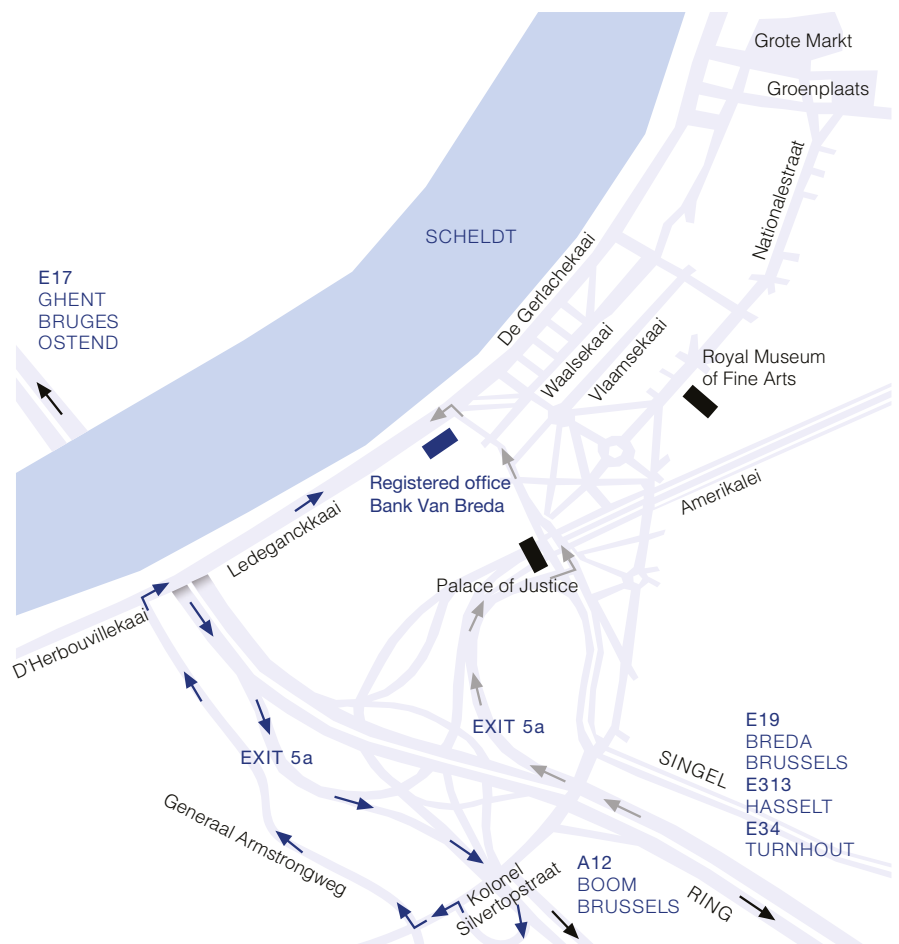 Grote Markt
Groenplaats
Nationalestraat
SCHELDT
De Gerlachekaai
E17
GHENT
BRUGES
OSTEND
Waalsekaai
Vlaamsekaai
Royal Museum
of Fine Arts
Registered office
Bank Van Breda
Amerikalei
Ledeganckkaai
Palace of Justice
D'Herbouvillekaai
EXIT 5a
EXIT 5a
SINGEL
E19
BREDA
BRUSSELS
E313
HASSELT
E34
TURNHOUT
Generaal Armstrongweg
Kolonel
Silvertopstraat
A12
BOOM
BRUSSELS
RING